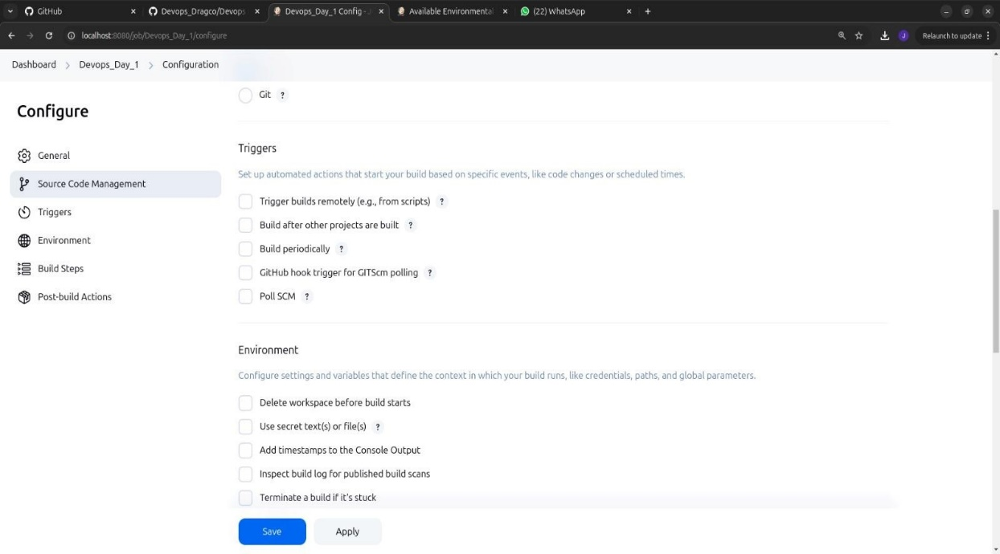 GitHub
Devops_Dragco/Devops
Devops_Day_1 Config - J
Available Environmental
(22) WhatsApp
localhost:8080/job/Devops_Day_1/configure
J
Relaunch to update
Dashboard > Devops_Day_1 > Configuration
Configure
General
Source Code Management
Triggers
Environment
Build Steps
Post-build Actions
Git ?
Triggers
Set up automated actions that start your build based on specific events, like code changes or scheduled times.
Trigger builds remotely (e.g., from scripts) ?
Build after other projects are built ?
Build periodically ?
GitHub hook trigger for GITScm polling ?
Poll SCM ?
Environment
Configure settings and variables that define the context in which your build runs, like credentials, paths, and global parameters.
Delete workspace before build starts
Use secret text(s) or file(s) ?
Add timestamps to the Console Output
Inspect build log for published build scans
Terminate a build if it's stuck
Save
Apply